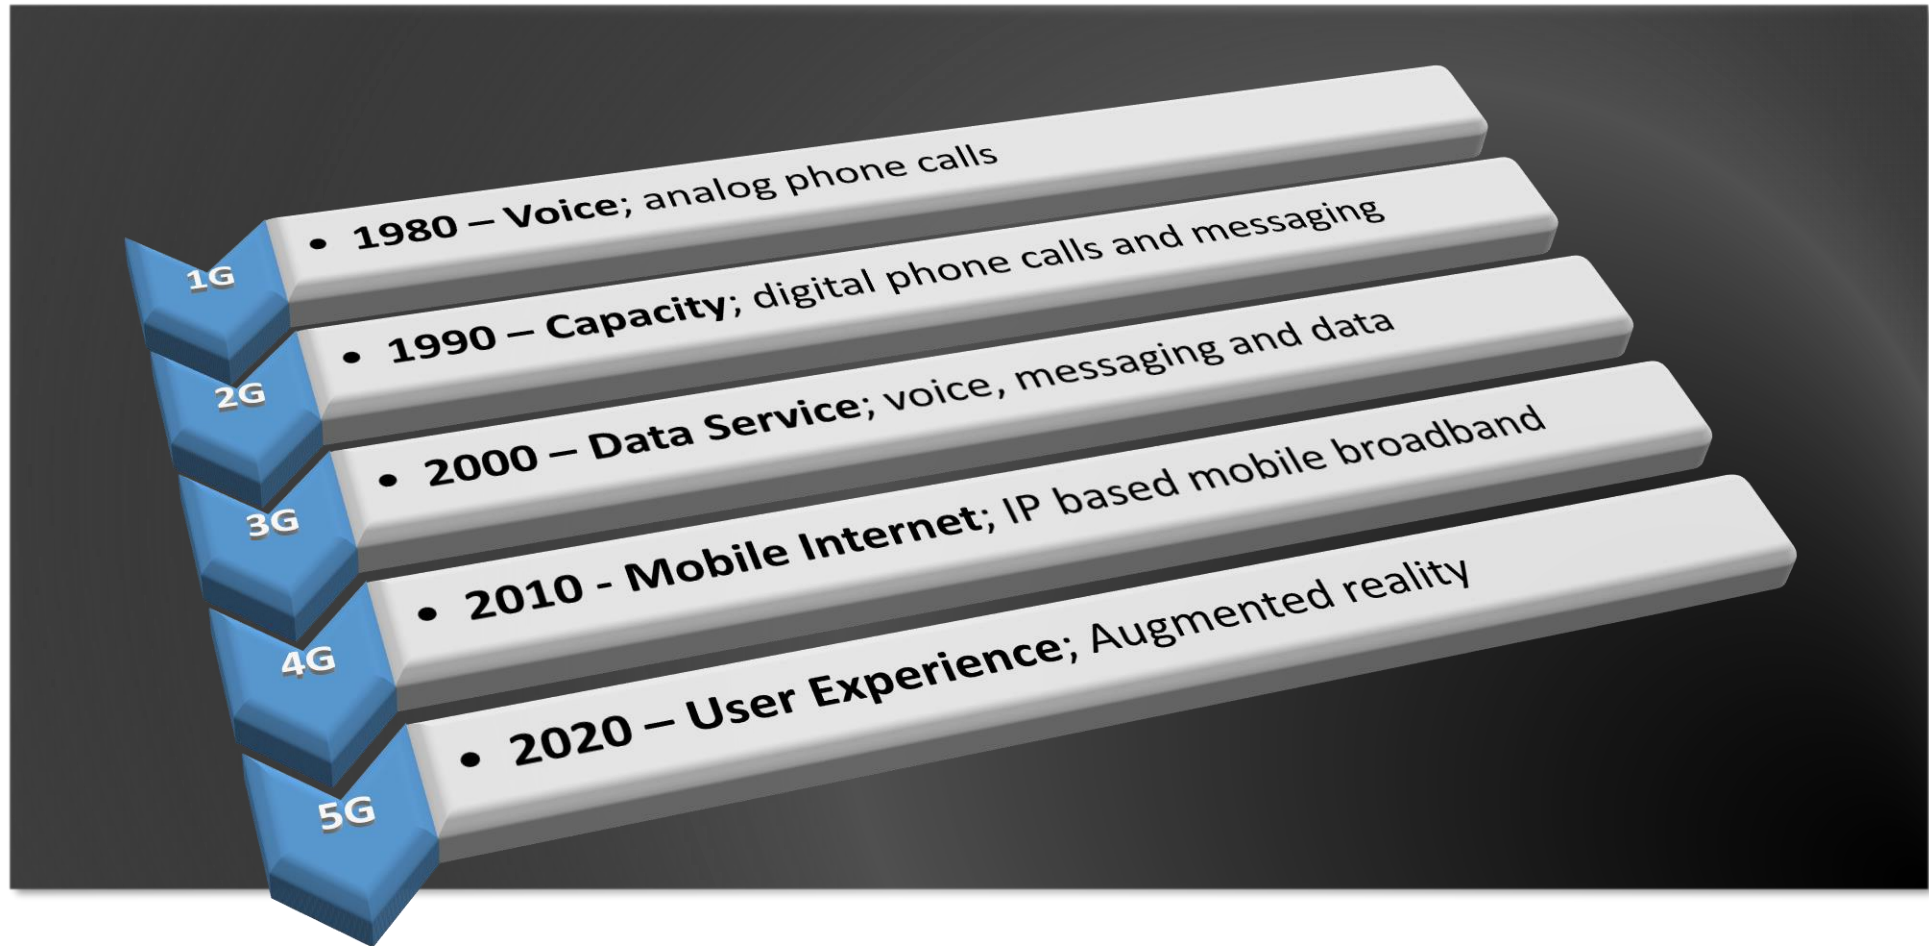 1G
• 1980 – Voice; analog phone calls
2G
• 1990 – Capacity; digital phone calls and messaging
3G
• 2000 – Data Service; voice, messaging and data
4G
• 2010 - Mobile Internet; IP based mobile broadband
5G
• 2020 – User Experience; Augmented reality